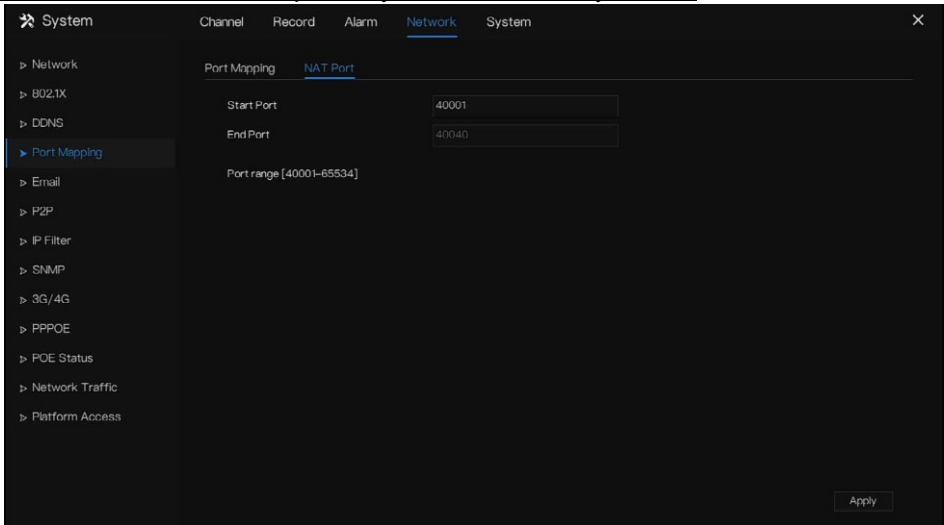 System
Channel Record Alarm Network System
Network
802.1X
DDNS
Port Mapping
Email
P2P
IP Filter
SNMP
3G/4G
PPPOE
POE Status
Network Traffic
Platform Access
Port Mapping NAT Port
Start Port 40001
End Port 40040
Port range [40001-65534]
Apply